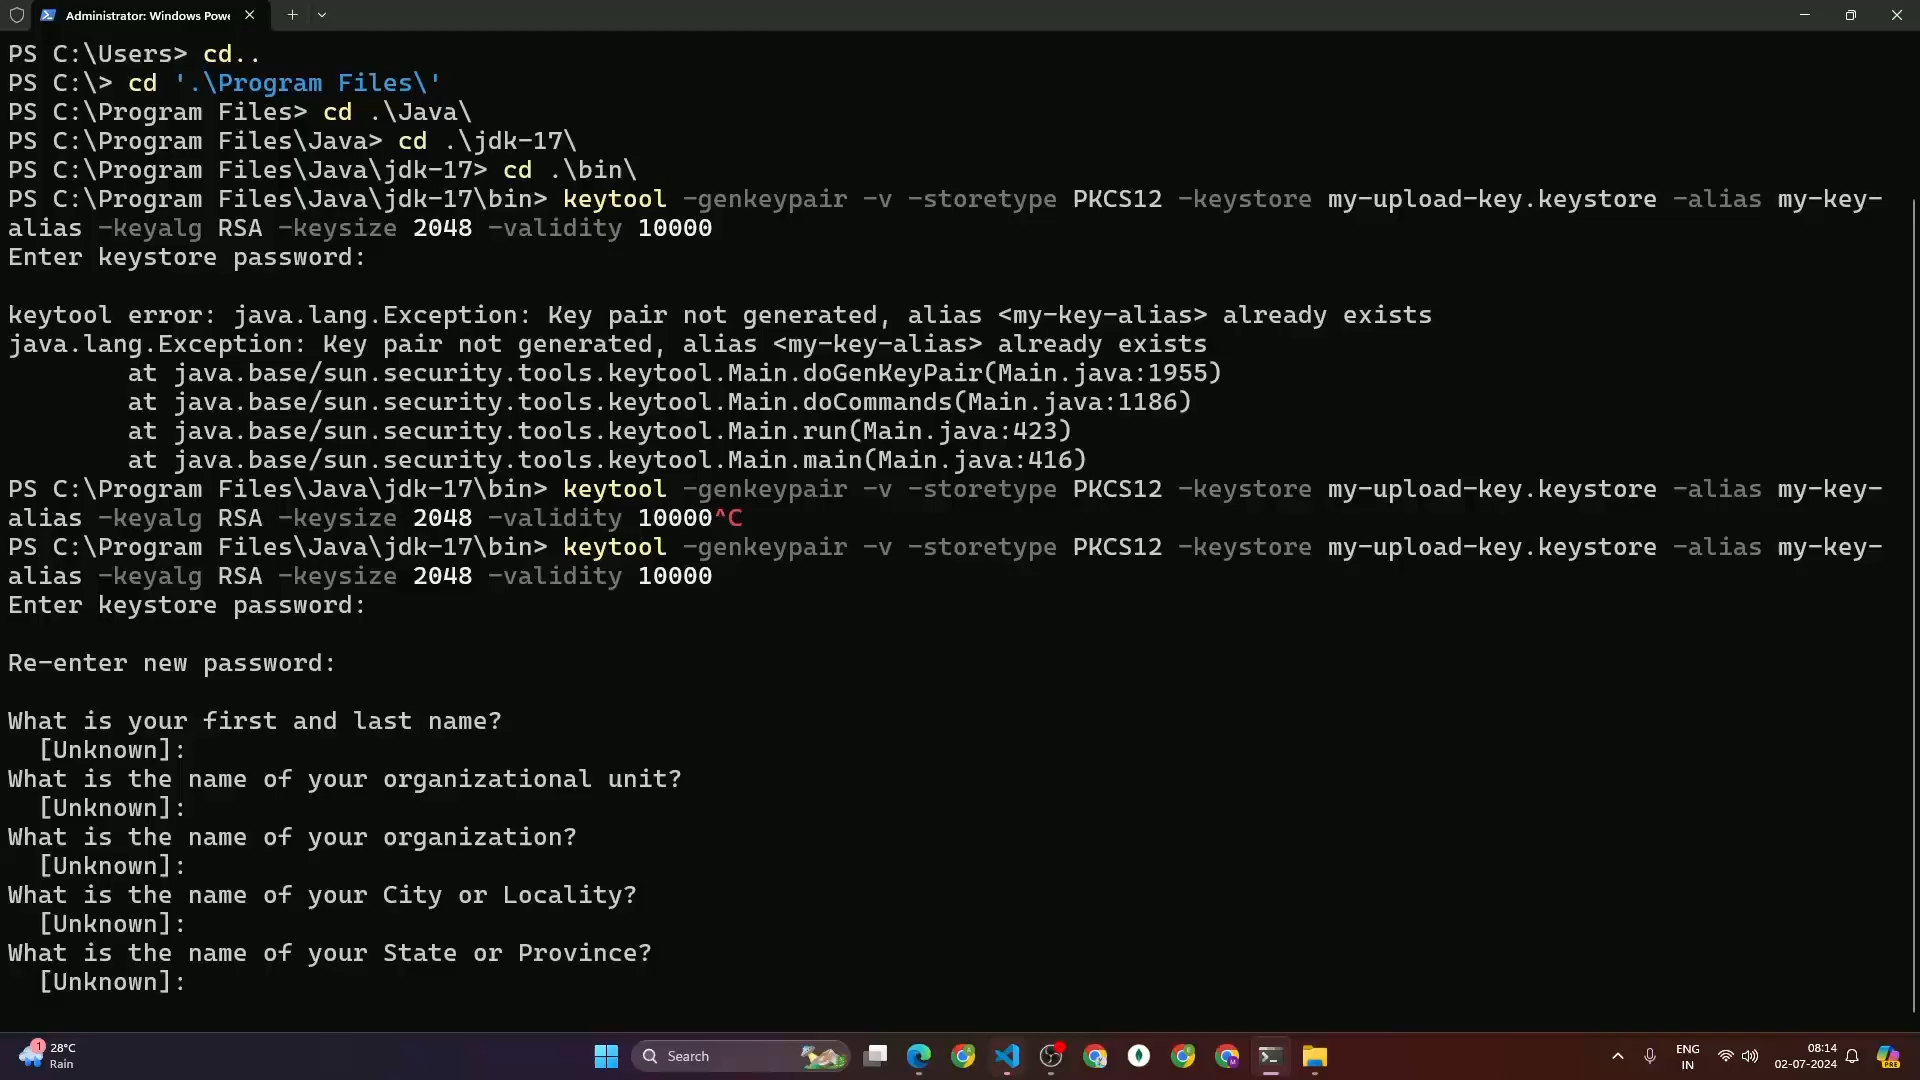 Administrator: Windows Powe
PS C:\Users> cd..
PS C:\> cd '.\Program Files\'
PS C:\Program Files> cd .\Java\
PS C:\Program Files\Java> cd .\jdk-17\
PS C:\Program Files\Java\jdk-17> cd .\bin\
PS C:\Program Files\Java\jdk-17\bin> keytool -genkeypair -v -storetype PKCS12 -keystore my-upload-key.keystore -alias my-key-
alias -keyalg RSA -keysize 2048 -validity 10000
Enter keystore password:
keytool error: java.lang.Exception: Key pair not generated, alias <my-key-alias> already exists
java.lang.Exception: Key pair not generated, alias <my-key-alias> already exists
at java.base/sun.security.tools.keytool.Main.doGenKeyPair(Main.java:1955)
at java.base/sun.security.tools.keytool.Main.doCommands(Main.java:1186)
at java.base/sun.security.tools.keytool.Main.run(Main.java:423)
at java.base/sun.security.tools.keytool.Main.main(Main.java:416)
PS C:\Program Files\Java\jdk-17\bin> keytool -genkeypair -v -storetype PKCS12 -keystore my-upload-key.keystore -alias my-key-
alias -keyalg RSA -keysize 2048 -validity 10000^C
PS C:\Program Files\Java\jdk-17\bin> keytool -genkeypair -v -storetype PKCS12 -keystore my-upload-key.keystore -alias my-key-
alias -keyalg RSA -keysize 2048 -validity 10000
Enter keystore password:
Re-enter new password:
What is your first and last name?
[Unknown]:
What is the name of your organizational unit?
[Unknown]:
What is the name of your organization?
[Unknown]:
What is the name of your City or Locality?
[Unknown]:
What is the name of your State or Province?
[Unknown]:
1
28°C
Rain
Search
ENG
IN
08:14
02-07-2024
PRE